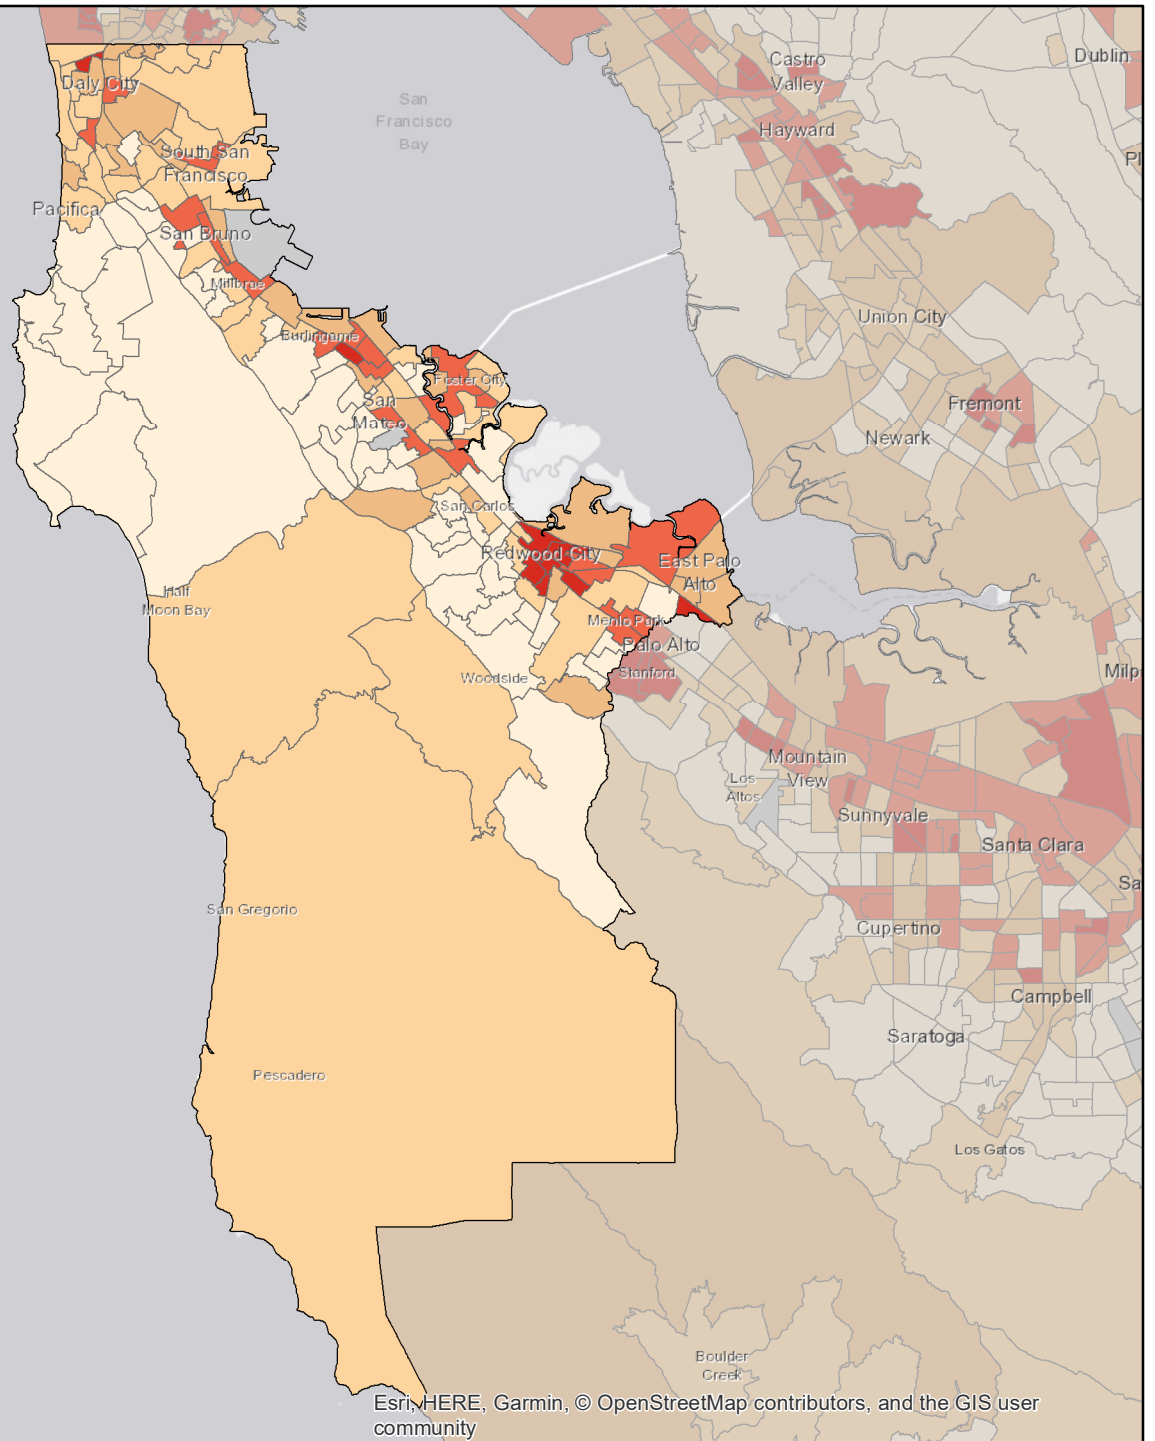 Dublin
Castro
Valley
Daly City
San
Francisco
Bay
Hayward
South San
Francisco
Pl
Pacifica
San Bruno
Millbrae
Union City
Burlingame
Foster City
San
Mateo
Fremont
Newark
San Carlos
Redwood City
East Palo
Alto
Half
Moon Bay
Menlo Park
Palo Alto
Stanford
Milp
Woodside
Mountain
View
Los
Altos
Sunnyvale
Santa Clara
Sa
San Gregorio
Cupertino
Campbell
Saratoga
Pescadero
Los Gatos
Boulder
Creek
Esri, HERE, Garmin, © OpenStreetMap contributors, and the GIS user
community